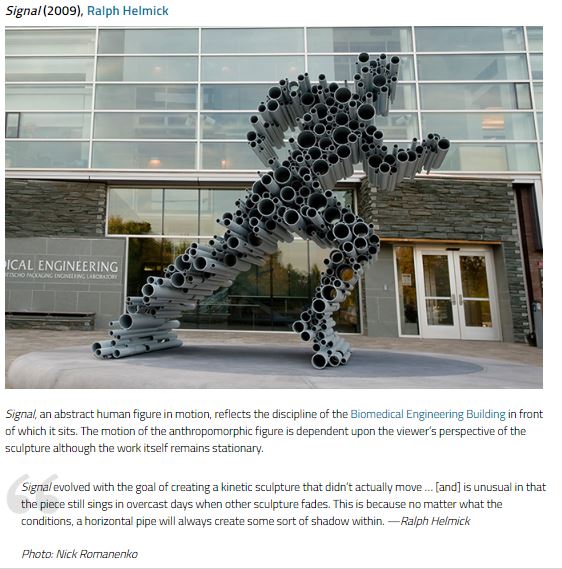 Signal (2009), Ralph Helmick
ICAL ENGINEERING
PACKAGING ENGINEERING LABORATORY
Signal, an abstract human figure in motion, reflects the discipline of the Biomedical Engineering Building in front
of which it sits. The motion of the anthropomorphic figure is dependent upon the viewer's perspective of the
sculpture although the work itself remains stationary.
“
Signal evolved with the goal of creating a kinetic sculpture that didn't actually move … [and] is unusual in that
the piece still sings in overcast days when other sculpture fades. This is because no matter what the
conditions, a horizontal pipe will always create some sort of shadow within. —Ralph Helmick
Photo: Nick Romanenko